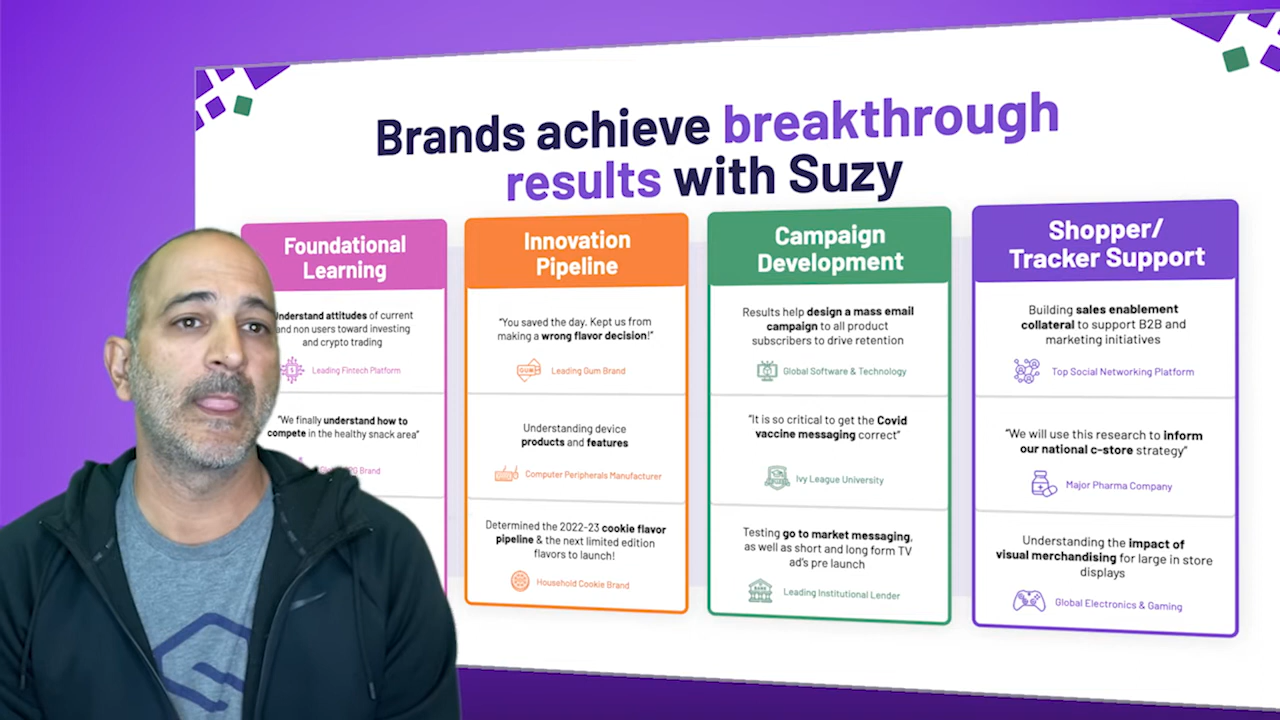 Brands achieve breakthrough
results with Suzy
Foundational
Learning
Understand attitudes of current
and non users toward investing
and crypto trading
Leading Fintech Platform
"We finally understand how to
compete in the healthy snack area"
Brand
Innovation
Pipeline
"You saved the day. Kept us from
making a wrong flavor decision!"
Leading Gum Brand
Understanding device
products and features
Computer Peripherals Manufacturer
Determined the 2022-23 cookie flavor
pipeline & the next limited edition
flavors to launch!
Household Cookie Brand
Campaign
Development
Results help design a mass email
campaign to all product
subscribers to drive retention
Global Software & Technology
"It is so critical to get the Covid
vaccine messaging correct"
Ivy League University
Testing go to market messaging,
as well as short and long form TV
ad's pre launch
Leading Institutional Lender
Shopper/
Tracker Support
Building sales enablement
collateral to support B2B and
marketing initiatives
Top Social Networking Platform
"We will use this research to inform
our national c-store strategy"
Major Pharma Company
Understanding the impact of
visual merchandising for large in store
displays
Global Electronics & Gaming